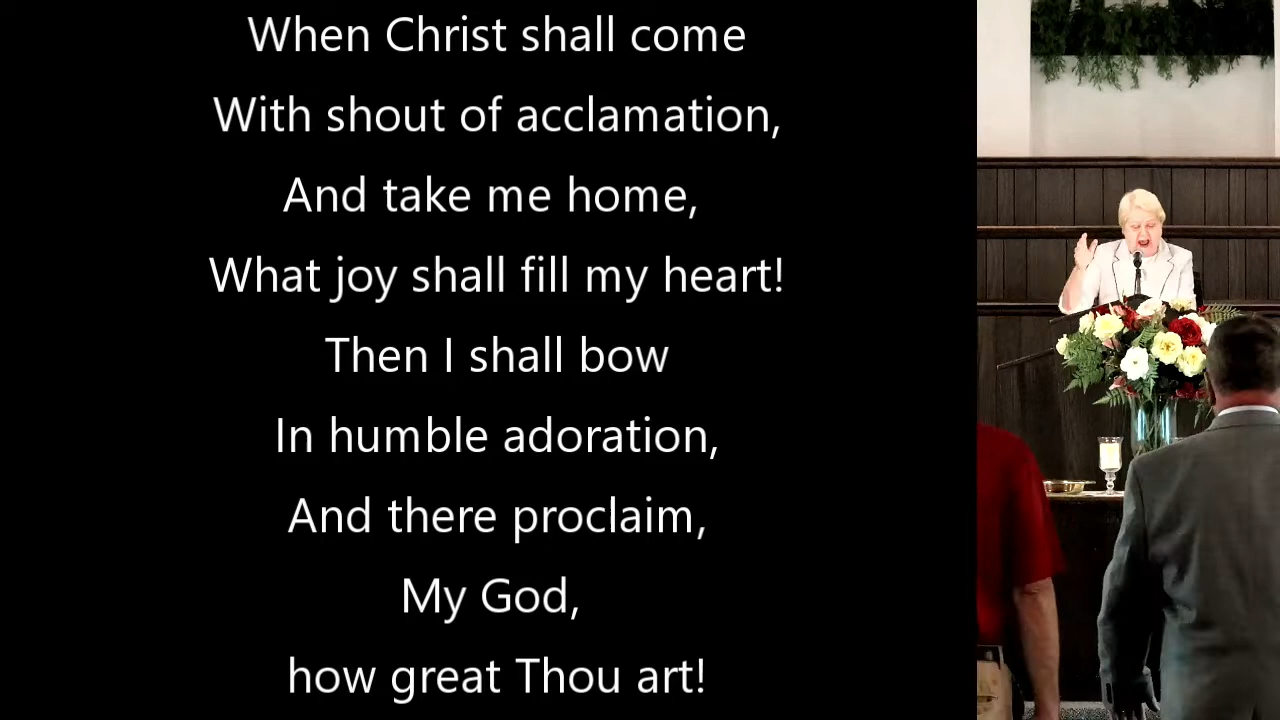 When Christ shall come
With shout of acclamation,
And take me home,
What joy shall fill my heart!
Then I shall bow
In humble adoration,
And there proclaim,
My God,
how great Thou art!